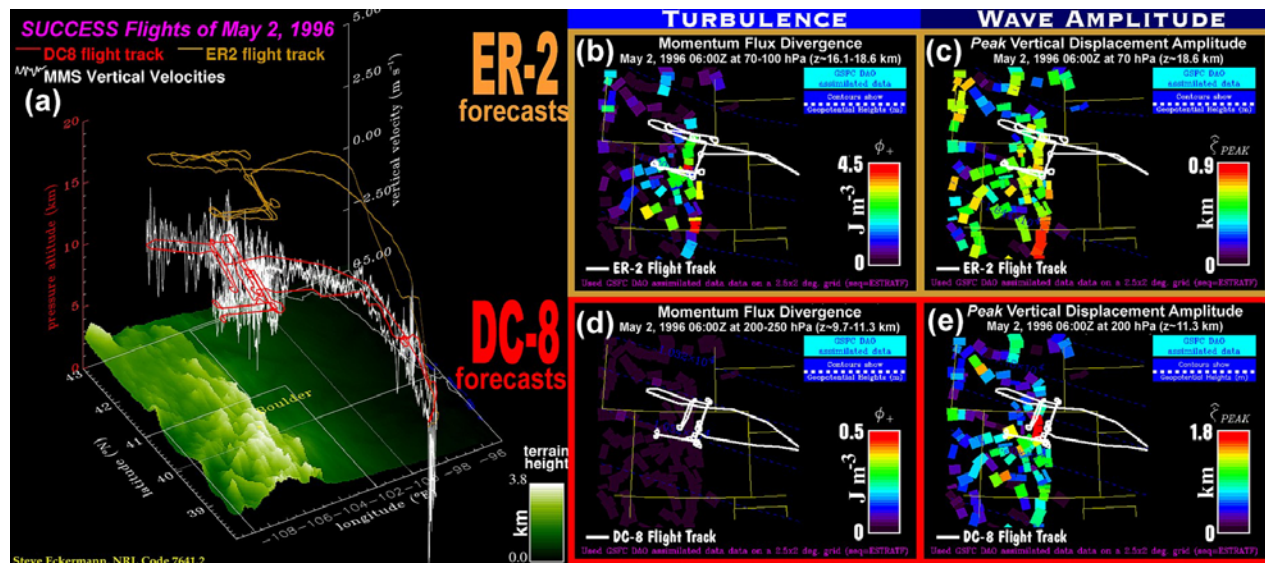 SUCCESS Flights of May 2, 1996
DC8 flight track
ER2 flight track
MMS Vertical Velocities
(a)
ER-2
forecasts
DC-8
forecasts
pressure altitude (km)
20
15
10
5
0
5.00
2.50
0.00
-2.50
vertical velocity (m s⁻¹)
Boulder
43
42
41
40
39
latitude (°N)
-108
-106
-104
-102
-98
-96
longitude (°E)
terrain
height
3.8
km
0.0
Steve Eckermann, NRL Code 7641.2
TURBULENCE
WAVE AMPLITUDE
(b)
Momentum Flux Divergence
May 2, 1996 06:00Z at 70-100 hPa (z~16.1-18.6 km)
GSFC DAO
assimilated data
Contours show
Geopotential Heights (m)
ϕ₊
4.5
J m⁻³
0
ER-2 Flight Track
Used GSFC DAO assimilated data data on a 2.5x2 deg. grid (seq=ESTRATF)
(c)
Peak Vertical Displacement Amplitude
May 2, 1996 06:00Z at 70 hPa (z~18.6 km)
GSFC DAO
assimilated data
Contours show
Geopotential Heights (m)
ζ̂ PEAK
0.9
km
0
ER-2 Flight Track
Used GSFC DAO assimilated data data on a 2.5x2 deg. grid (seq=ESTRATF)
(d)
Momentum Flux Divergence
May 2, 1996 06:00Z at 200-250 hPa (z~9.7-11.3 km)
GSFC DAO
assimilated data
Contours show
Geopotential Heights (m)
ϕ₊
0.5
J m⁻³
0
DC-8 Flight Track
Used GSFC DAO assimilated data data on a 2.5x2 deg. grid (seq=ESTRATF)
(e)
Peak Vertical Displacement Amplitude
May 2, 1996 06:00Z at 200 hPa (z~11.3 km)
GSFC DAO
assimilated data
Contours show
Geopotential Heights (m)
ζ̂ PEAK
1.8
km
0
DC-8 Flight Track
Used GSFC DAO assimilated data data on a 2.5x2 deg. grid (seq=ESTRATF)